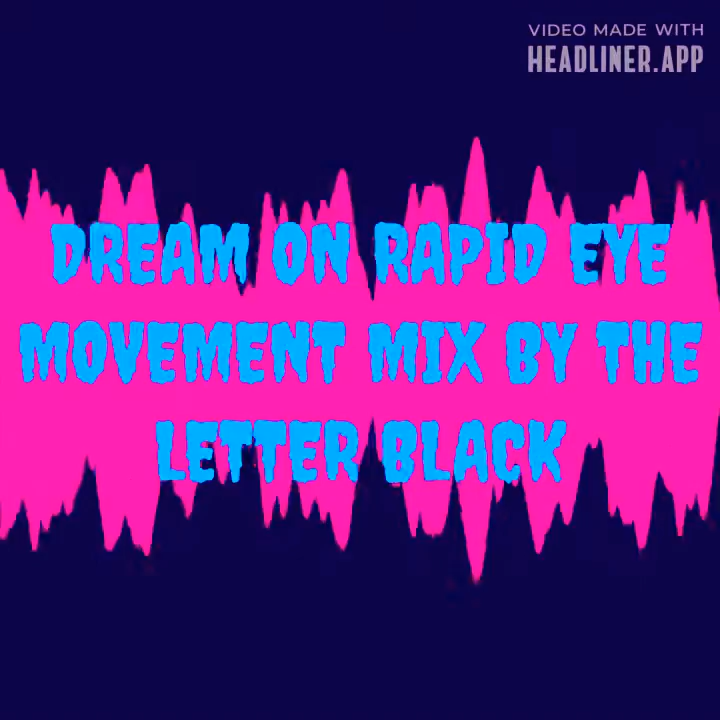 VIDEO MADE WITH
HEADLINER.APP
DREAM ON RAPID EYE
MOVEMENT MIX BY THE
LETTER BLACK